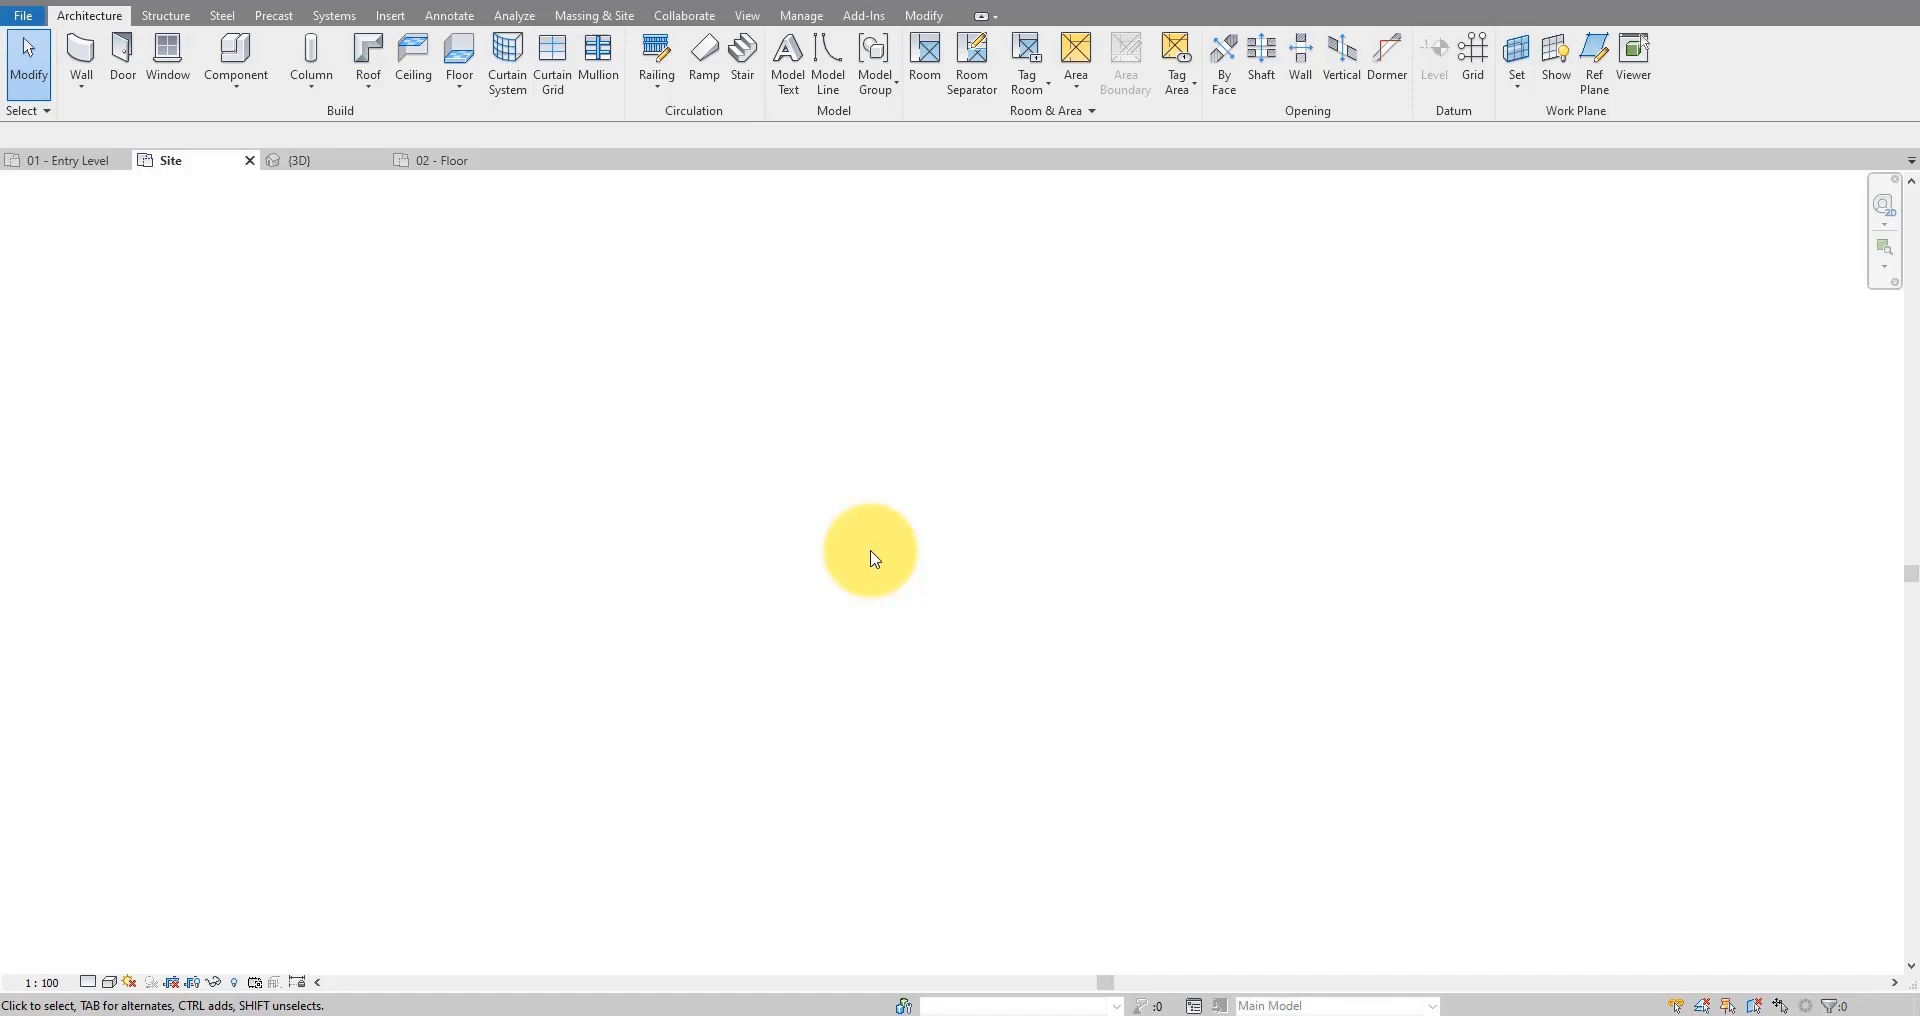 File Architecture Structure Steel Precast Systems Insert Annotate Analyze Massing & Site Collaborate View Manage Add-Ins Modify
Modify Wall Door Window Component Column Roof Ceiling Floor Curtain System Curtain Grid Mullion Railing Ramp Stair Model Text Model Line Model Group Room Room Separator Tag Room Area Area Boundary Tag Area By Face Shaft Wall Vertical Dormer Level Grid Set Show Ref Plane Viewer
Select Build Circulation Model Room & Area Opening Datum Work Plane
01 - Entry Level Site {3D} 02 - Floor
2D
1 : 100
Click to select, TAB for alternates, CTRL adds, SHIFT unselects. :0 Main Model :0